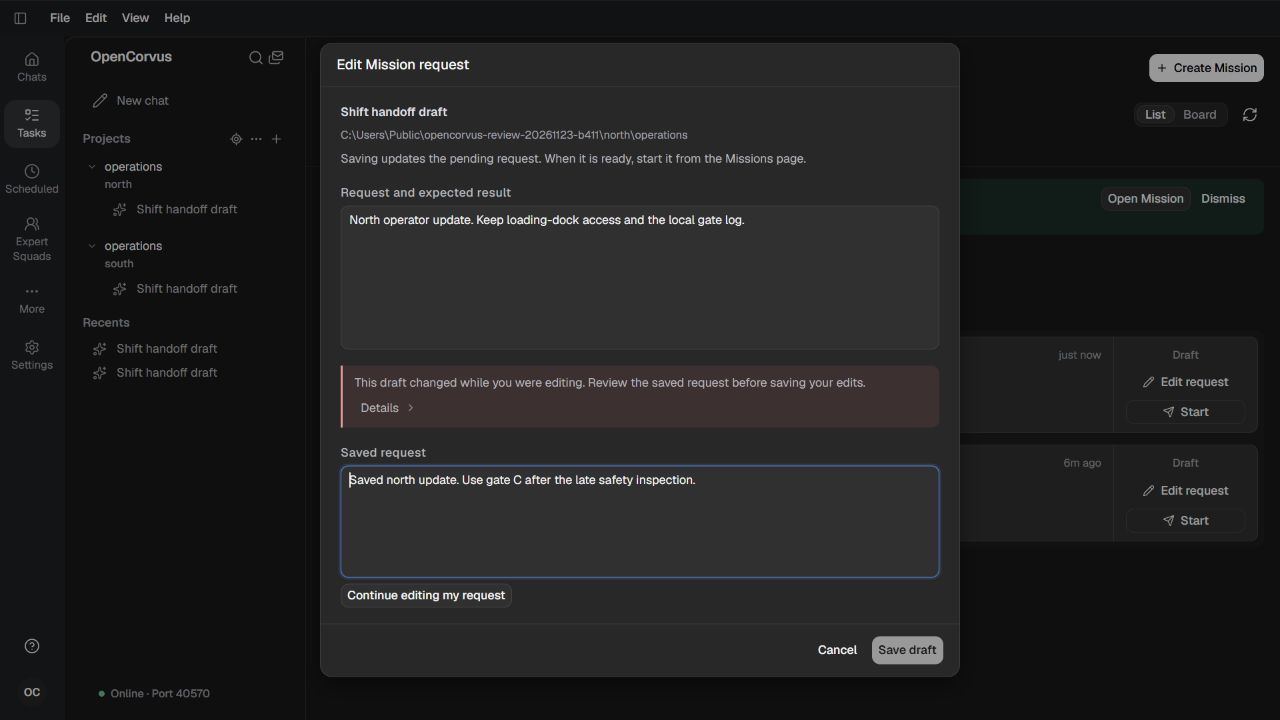 File Edit View Help
Chats
Tasks
Scheduled
Expert
Squads
More
Settings
OC
OpenCorvus
New chat
Projects
operations
north
Shift handoff draft
operations
south
Shift handoff draft
Recents
Shift handoff draft
Shift handoff draft
Online · Port 40570
Edit Mission request
Shift handoff draft
C:\Users\Public\opencorvus-review-20261123-b411\north\operations
Saving updates the pending request. When it is ready, start it from the Missions page.
Request and expected result
North operator update. Keep loading-dock access and the local gate log.
This draft changed while you were editing. Review the saved request before saving your edits.
Details
Saved request
Saved north update. Use gate C after the late safety inspection.
Continue editing my request
Cancel
Save draft
Create Mission
List
Board
Open Mission
Dismiss
just now
Draft
Edit request
Start
6m ago
Draft
Edit request
Start